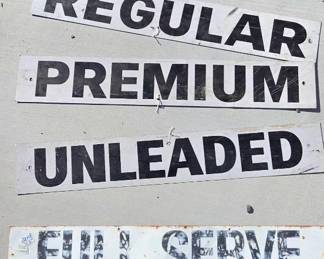 REGULAR
PREMIUM
UNLEADED
FULL SERVE